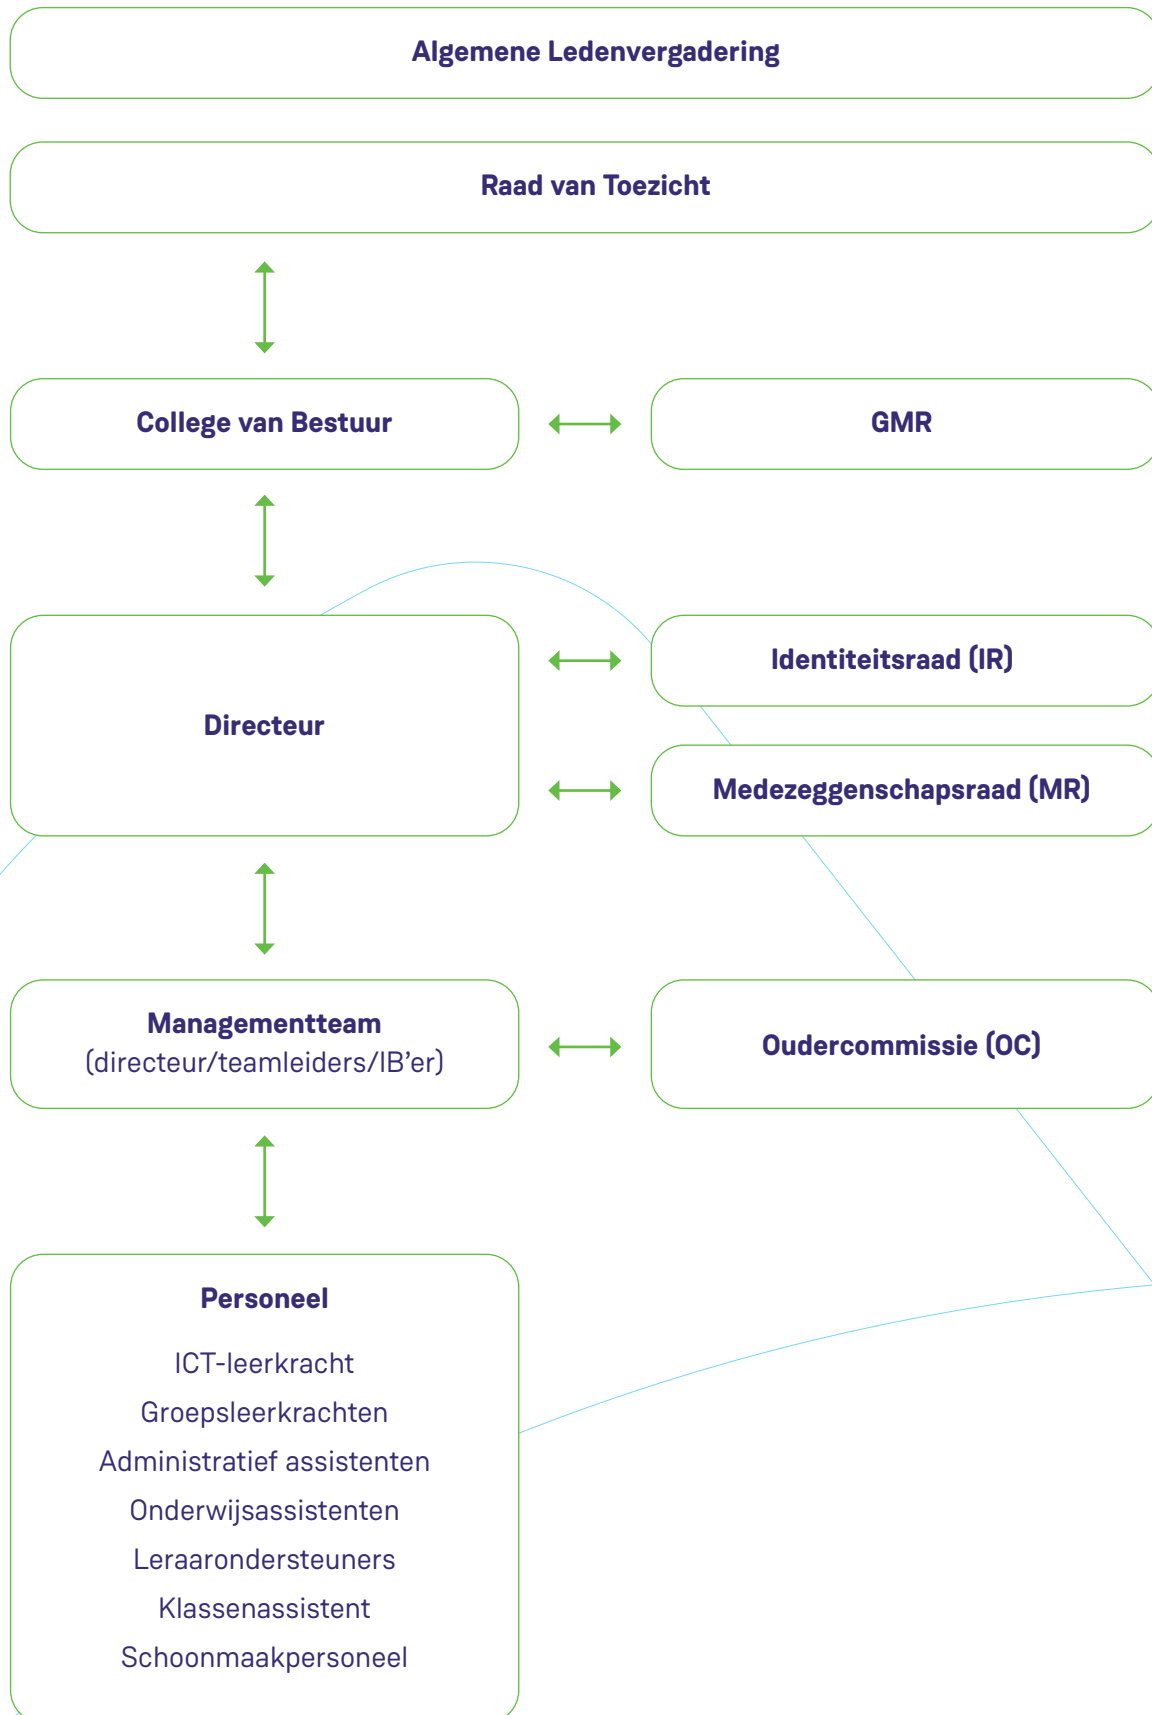 Algemene Ledenvergadering
Raad van Toezicht
College van Bestuur
GMR
Directeur
Identiteitsraad (IR)
Medezeggenschapsraad (MR)
Managementteam
(directeur/teamleiders/IB’er)
Oudercommissie (OC)
Personeel
ICT-leerkracht
Groepsleerkrachten
Administratief assistenten
Onderwijsassistenten
Leraarondersteuners
Klassenassistent
Schoonmaakpersoneel